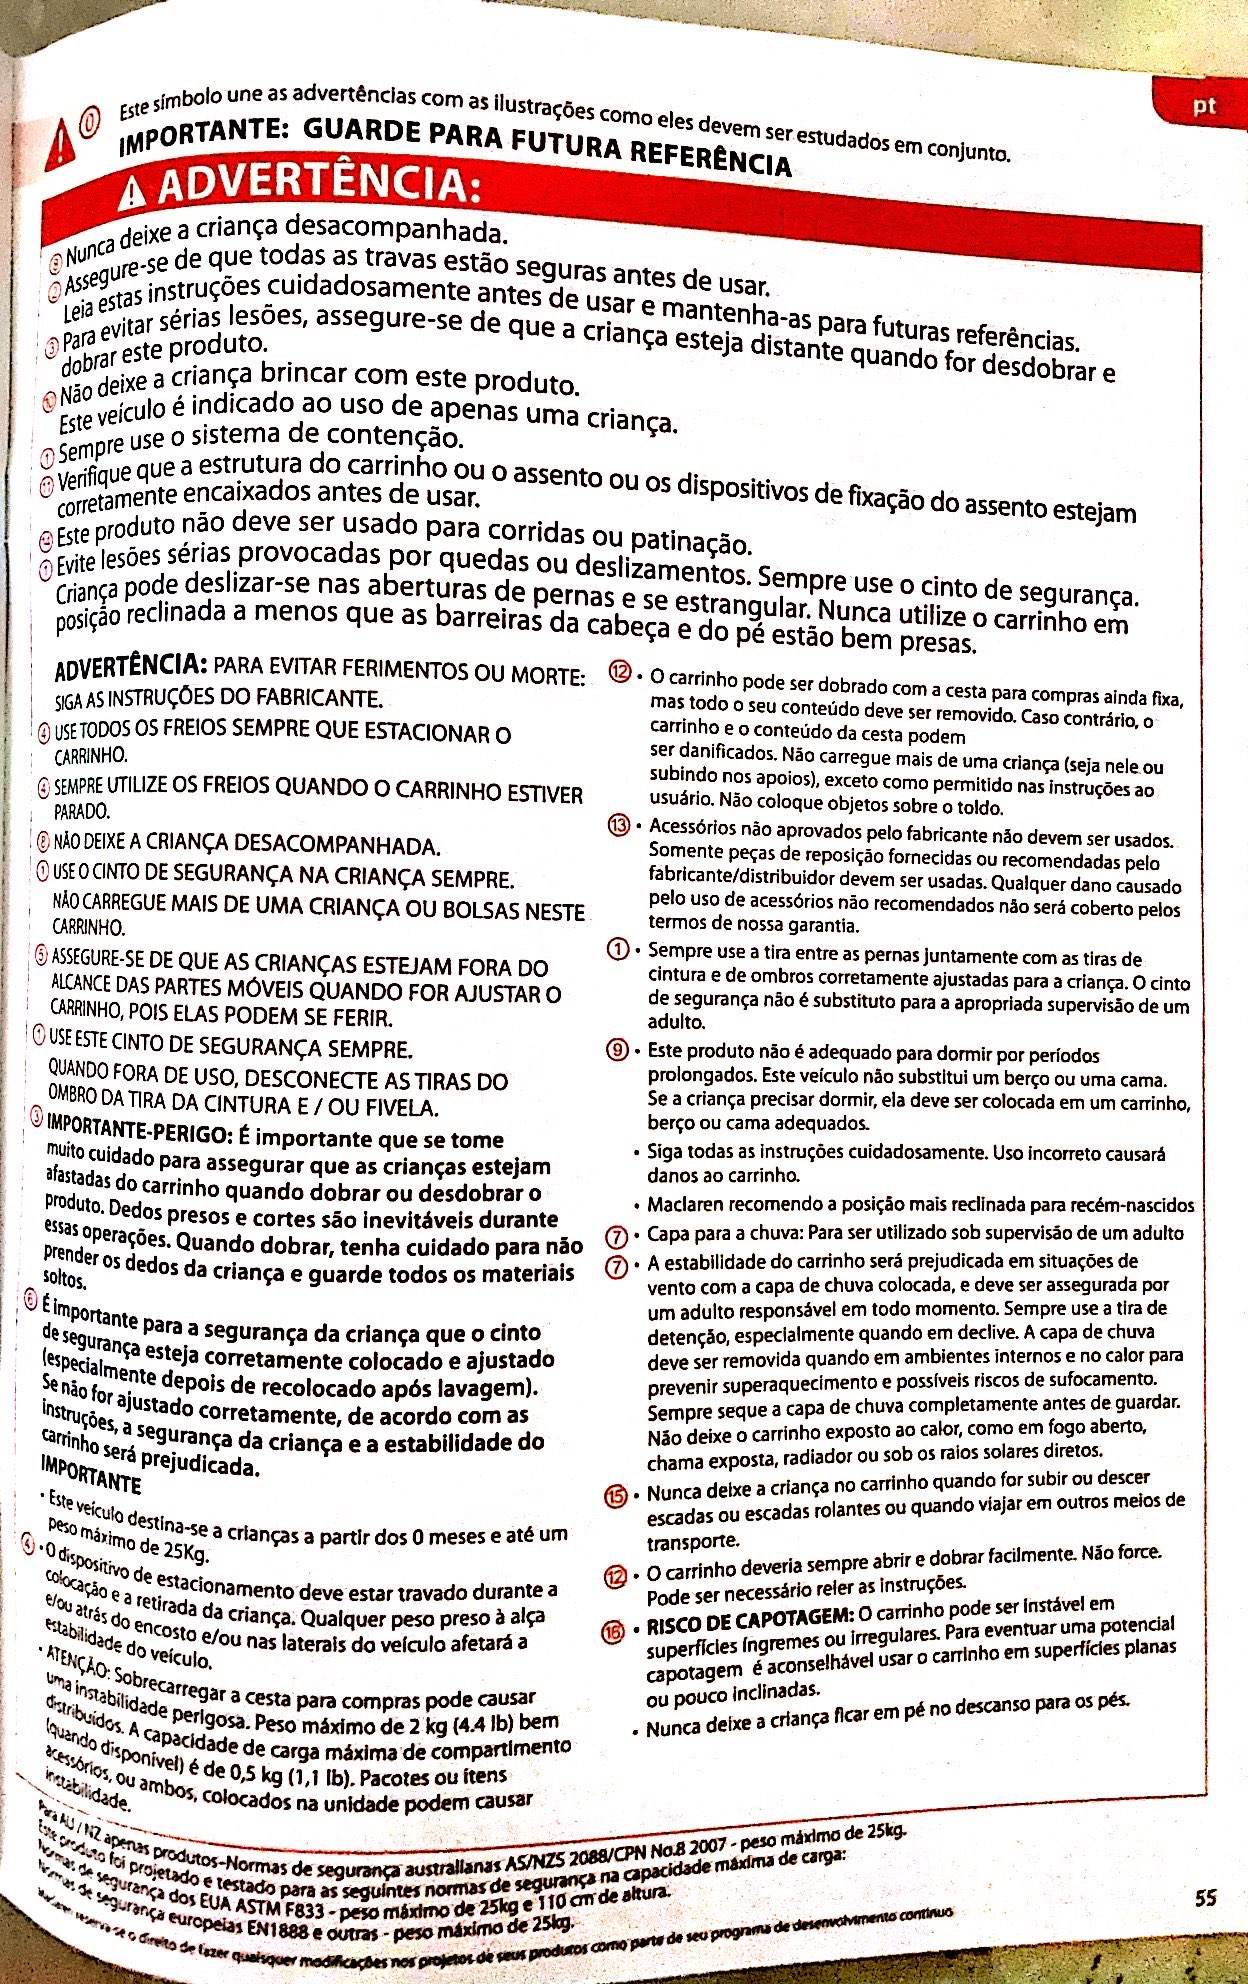 pt
Este símbolo une as advertências com as ilustrações como eles devem ser estudados em conjunto.
IMPORTANTE: GUARDE PARA FUTURA REFERÊNCIA
ADVERTÊNCIA:
⑧ Nunca deixe a criança desacompanhada.
② Assegure-se de que todas as travas estão seguras antes de usar.
Leia estas instruções cuidadosamente antes de usar e mantenha-as para futuras referências.
③ Para evitar sérias lesões, assegure-se de que a criança esteja distante quando for desdobrar e
dobrar este produto.
⑩ Não deixe a criança brincar com este produto.
Este veículo é indicado ao uso de apenas uma criança.
① Sempre use o sistema de contenção.
⑪ Verifique que a estrutura do carrinho ou o assento ou os dispositivos de fixação do assento estejam
corretamente encaixados antes de usar.
⑭ Este produto não deve ser usado para corridas ou patinação.
① Evite lesões sérias provocadas por quedas ou deslizamentos. Sempre use o cinto de segurança.
Criança pode deslizar-se nas aberturas de pernas e se estrangular. Nunca utilize o carrinho em
posição reclinada a menos que as barreiras da cabeça e do pé estão bem presas.
ADVERTÊNCIA: PARA EVITAR FERIMENTOS OU MORTE:
SIGA AS INSTRUÇÕES DO FABRICANTE.
④ USE TODOS OS FREIOS SEMPRE QUE ESTACIONAR O
CARRINHO.
④ SEMPRE UTILIZE OS FREIOS QUANDO O CARRINHO ESTIVER
PARADO.
⑧ NÃO DEIXE A CRIANÇA DESACOMPANHADA.
① USE O CINTO DE SEGURANÇA NA CRIANÇA SEMPRE.
NÃO CARREGUE MAIS DE UMA CRIANÇA OU BOLSAS NESTE
CARRINHO.
⑤ ASSEGURE-SE DE QUE AS CRIANÇAS ESTEJAM FORA DO
ALCANCE DAS PARTES MÓVEIS QUANDO FOR AJUSTAR O
CARRINHO, POIS ELAS PODEM SE FERIR.
① USE ESTE CINTO DE SEGURANÇA SEMPRE.
QUANDO FORA DE USO, DESCONECTE AS TIRAS DO
OMBRO DA TIRA DA CINTURA E / OU FIVELA.
③ IMPORTANTE-PERIGO: É importante que se tome
muito cuidado para assegurar que as crianças estejam
afastadas do carrinho quando dobrar ou desdobrar o
produto. Dedos presos e cortes são inevitáveis durante
essas operações. Quando dobrar, tenha cuidado para não
prender os dedos da criança e guarde todos os materiais
soltos.
⑥ É importante para a segurança da criança que o cinto
de segurança esteja corretamente colocado e ajustado
(especialmente depois de recolocado após lavagem).
Se não for ajustado corretamente, de acordo com as
instruções, a segurança da criança e a estabilidade do
carrinho será prejudicada.
IMPORTANTE
• Este veículo destina-se a crianças a partir dos 0 meses e até um
peso máximo de 25Kg.
④ • O dispositivo de estacionamento deve estar travado durante a
colocação e a retirada da criança. Qualquer peso preso à alça
e/ou atrás do encosto e/ou nas laterais do veículo afetará a
estabilidade do veículo.
• ATENÇÃO: Sobrecarregar a cesta para compras pode causar
uma instabilidade perigosa. Peso máximo de 2 kg (4.4 lb) bem
distribuídos. A capacidade de carga máxima de compartimento
(quando disponível) é de 0,5 kg (1,1 lb). Pacotes ou ítens
acessórios, ou ambos, colocados na unidade podem causar
instabilidade.
⑫ • O carrinho pode ser dobrado com a cesta para compras ainda fixa,
mas todo o seu conteúdo deve ser removido. Caso contrário, o
carrinho e o conteúdo da cesta podem
ser danificados. Não carregue mais de uma criança (seja nele ou
subindo nos apoios), exceto como permitido nas instruções ao
usuário. Não coloque objetos sobre o toldo.
⑬ • Acessórios não aprovados pelo fabricante não devem ser usados.
Somente peças de reposição fornecidas ou recomendadas pelo
fabricante/distribuidor devem ser usadas. Qualquer dano causado
pelo uso de acessórios não recomendados não será coberto pelos
termos de nossa garantia.
① • Sempre use a tira entre as pernas juntamente com as tiras de
cintura e de ombros corretamente ajustadas para a criança. O cinto
de segurança não é substituto para a apropriada supervisão de um
adulto.
⑨ • Este produto não é adequado para dormir por períodos
prolongados. Este veículo não substitui um berço ou uma cama.
Se a criança precisar dormir, ela deve ser colocada em um carrinho,
berço ou cama adequados.
• Siga todas as instruções cuidadosamente. Uso incorreto causará
danos ao carrinho.
• Maclaren recomendo a posição mais reclinada para recém-nascidos
⑦ • Capa para a chuva: Para ser utilizado sob supervisão de um adulto
⑦ • A estabilidade do carrinho será prejudicada em situações de
vento com a capa de chuva colocada, e deve ser assegurada por
um adulto responsável em todo momento. Sempre use a tira de
detenção, especialmente quando em declive. A capa de chuva
deve ser removida quando em ambientes internos e no calor para
prevenir superaquecimento e possíveis riscos de sufocamento.
Sempre seque a capa de chuva completamente antes de guardar.
Não deixe o carrinho exposto ao calor, como em fogo aberto,
chama exposta, radiador ou sob os raios solares diretos.
⑮ • Nunca deixe a criança no carrinho quando for subir ou descer
escadas ou escadas rolantes ou quando viajar em outros meios de
transporte.
⑫ • O carrinho deveria sempre abrir e dobrar facilmente. Não force.
Pode ser necessário reler as instruções.
⑯ • RISCO DE CAPOTAGEM: O carrinho pode ser instável em
superfícies íngremes ou irregulares. Para eventuar uma potencial
capotagem é aconselhável usar o carrinho em superfícies planas
ou pouco inclinadas.
• Nunca deixe a criança ficar em pé no descanso para os pés.
Para AU / NZ apenas produtos-Normas de segurança australianas AS/NZS 2088/CPN No.8 2007 - peso máximo de 25kg.
Este produto foi projetado e testado para as seguintes normas de segurança na capacidade máxima de carga:
Normas de segurança dos EUA ASTM F833 - peso máximo de 25kg e 110 cm de altura.
Normas de segurança europeias EN1888 e outras - peso máximo de 25kg.
Maclaren reserva-se o direito de fazer quaisquer modificações nos projetos de seus produtos como parte de seu programa de desenvolvimento contínuo
55